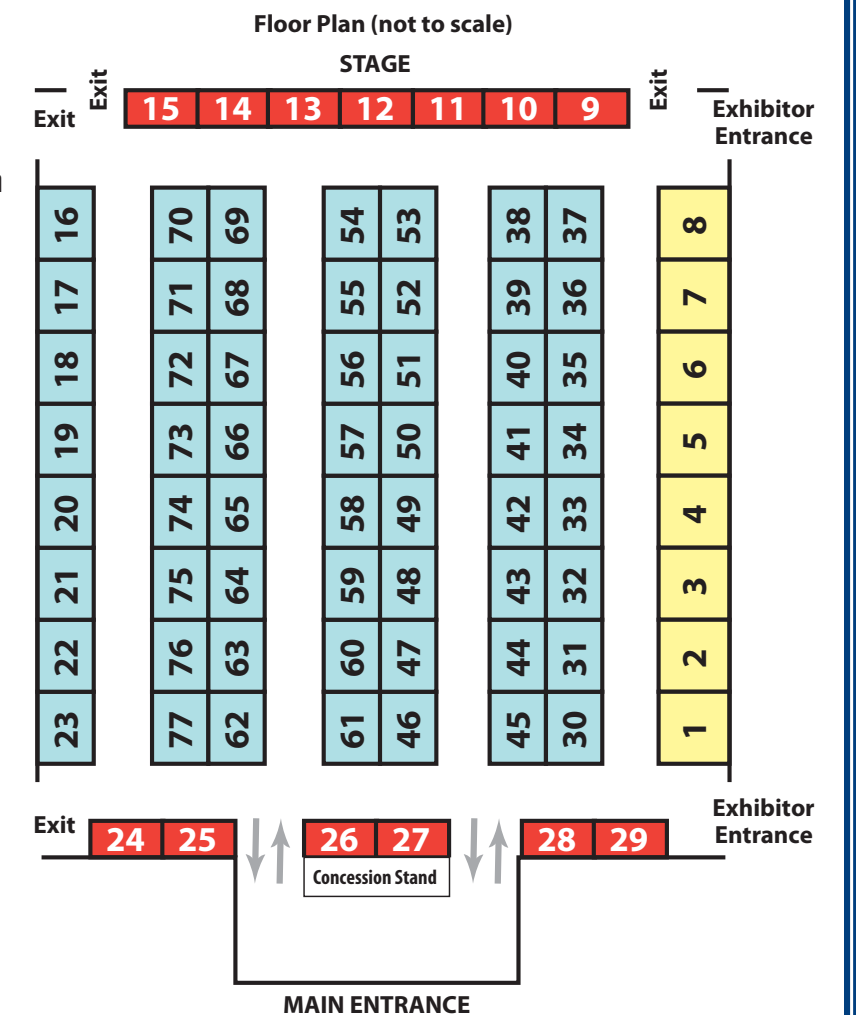 Floor Plan (not to scale)
STAGE
Exit
Exit
Exit
Exhibitor
Entrance
15 14 13 12 11 10 9
16 70 69 54 53 38 37 8
17 71 68 55 52 39 36 7
18 72 67 56 51 40 35 6
19 73 66 57 50 41 34 5
20 74 65 58 49 42 33 4
21 75 64 59 48 43 32 3
22 76 63 60 47 44 31 2
23 77 62 61 46 45 30 1
Exit
Exhibitor
Entrance
24 25 26 27 28 29
Concession Stand
MAIN ENTRANCE